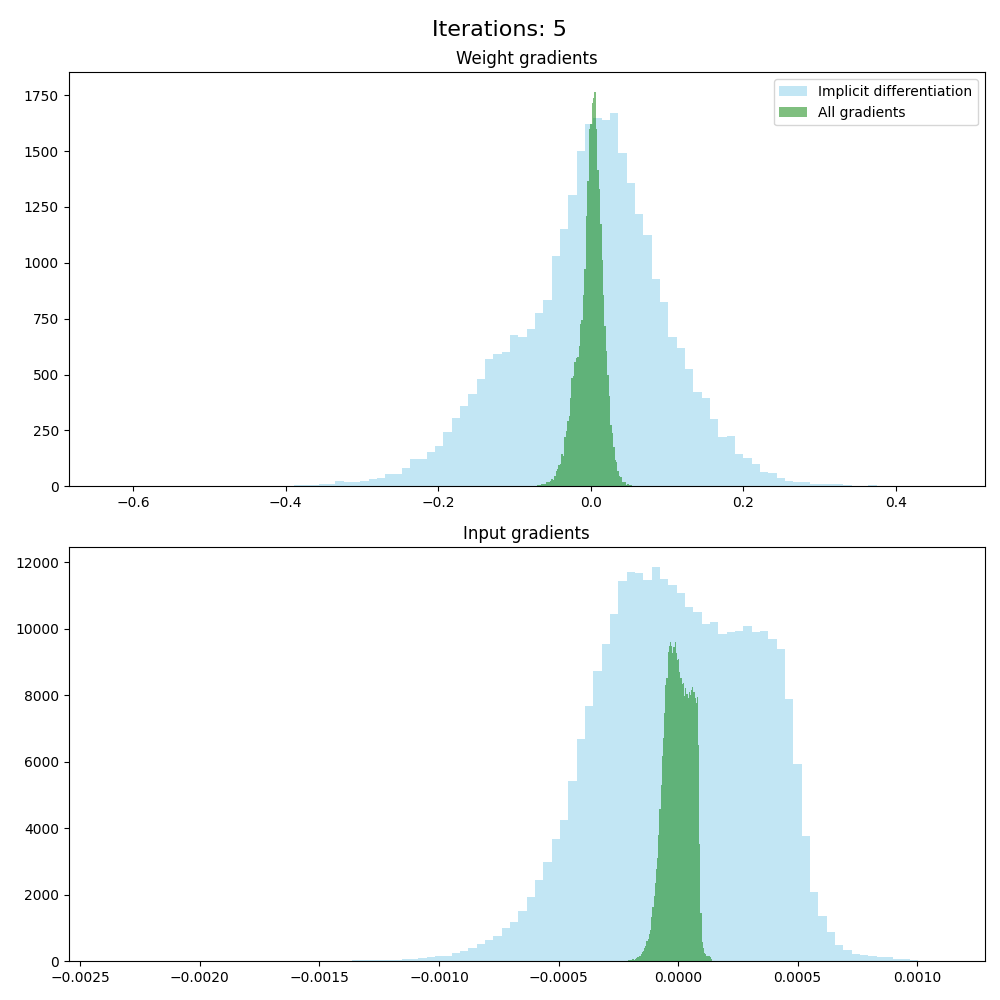 Iterations: 5
Weight gradients
Implicit differentiation
All gradients
1750
1500
1250
1000
750
500
250
0
−0.6 −0.4 −0.2 0.0 0.2 0.4
Input gradients
12000
10000
8000
6000
4000
2000
0
−0.0025 −0.0020 −0.0015 −0.0010 −0.0005 0.0000 0.0005 0.0010